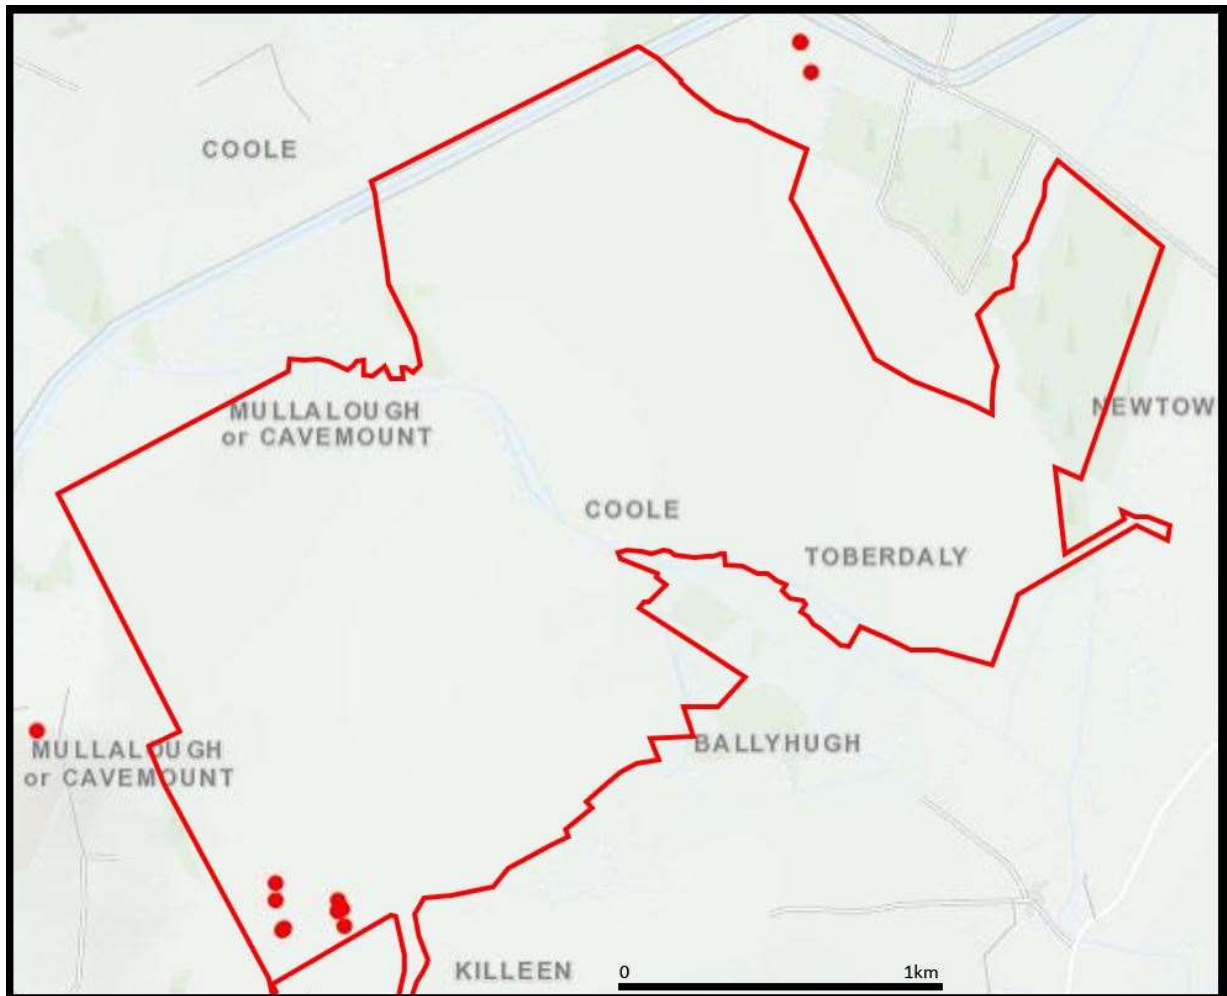 COOLE
MULLALOUGH
or CAVEMOUNT
NEWTOW
COOLE
TOBERDALY
MULLALOUGH
or CAVEMOUNT
BALLYHUGH
KILLEEN
0 1km